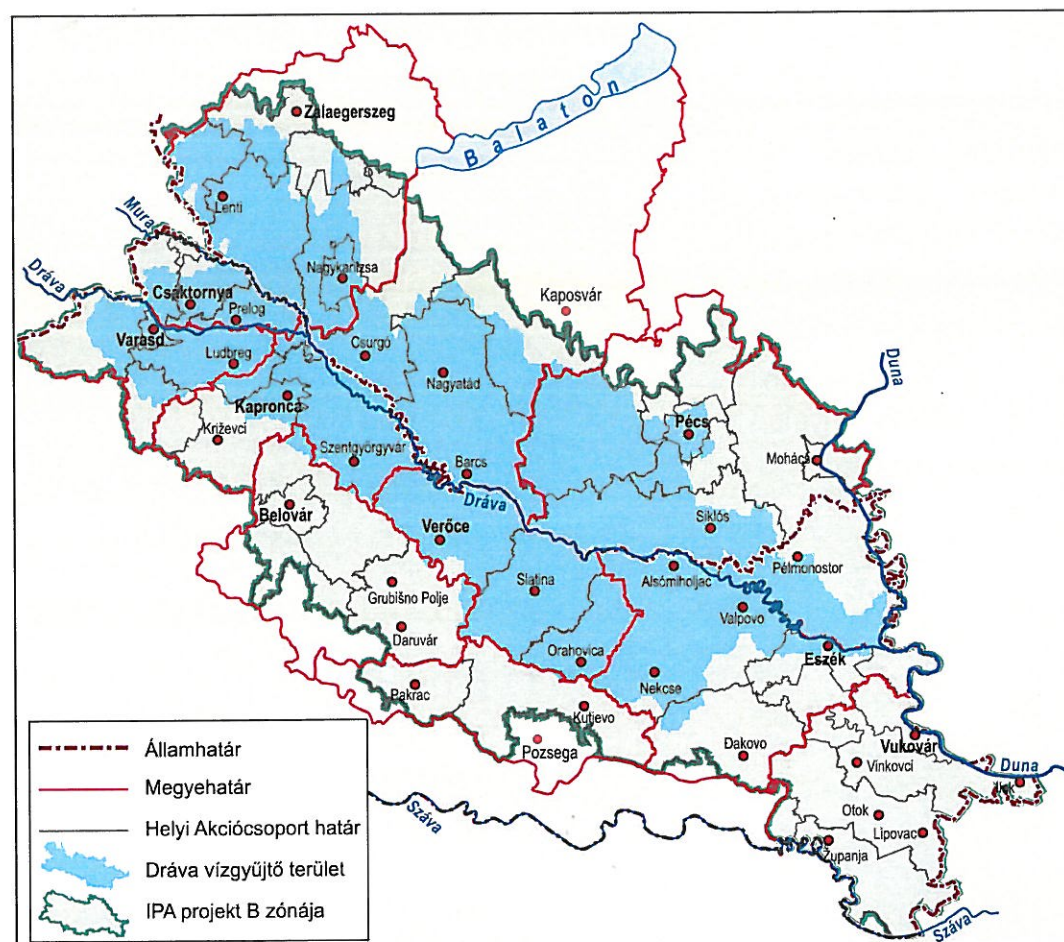 Zalaegerszeg
Balaton
Lenti
Mura
Nagykanizsa
Dráva
Csáktornya
Prelog
Kaposvár
Varasd
Ludbreg
Csurgó
Nagyatád
Duna
Kapronca
Križevci
Pécs
Mohács
Szentgyörgyvár
Barcs
Dráva
Belovár
Verőce
Siklós
Pélmonostor
Alsómiholjac
Slatina
Grubišno Polje
Valpovo
Daruvár
Eszék
Orahovica
Nekcse
Pakrac
Kutjevo
Pozsega
Vukovár
Đakovo
Vinkovci
Duna
Ilok
Száva
Otok
Lipovac
Županja
Száva
Államhatár
Megyehatár
Helyi Akciócsoport határ
Dráva vízgyűjtő terület
IPA projekt B zónája